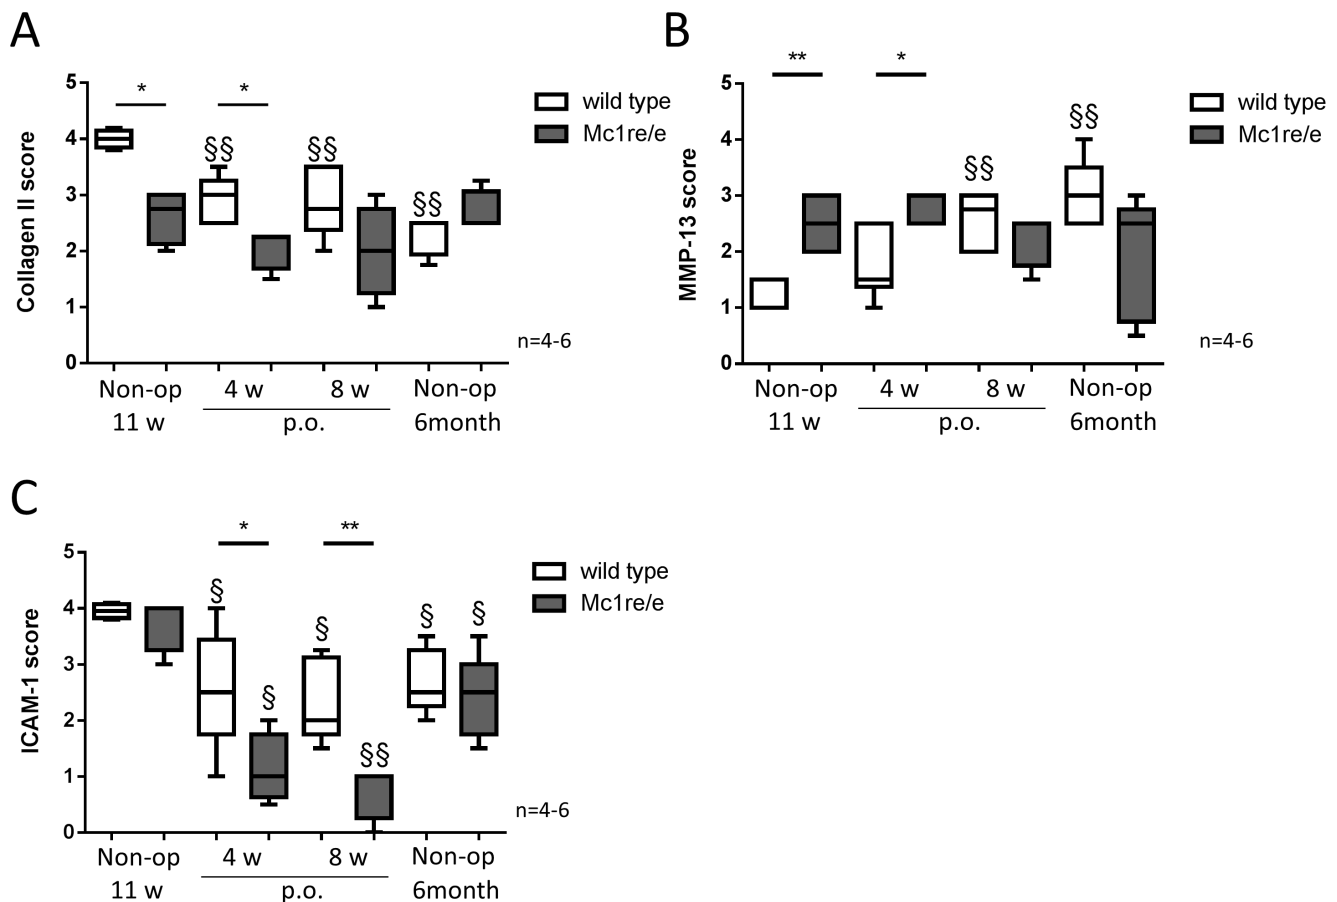 A
Collagen II score
5
4
3
2
1
0
*
*
§§
§§
§§
wild type
Mc1re/e
n=4-6
Non-op 4 w 8 w Non-op
11 w p.o. 6month
B
MMP-13 score
5
4
3
2
1
0
**
*
§§
§§
wild type
Mc1re/e
n=4-6
Non-op 4 w 8 w Non-op
11 w p.o. 6month
C
ICAM-1 score
5
4
3
2
1
0
*
**
§
§
§
§§
§
§
wild type
Mc1re/e
n=4-6
Non-op 4 w 8 w Non-op
11 w p.o. 6month